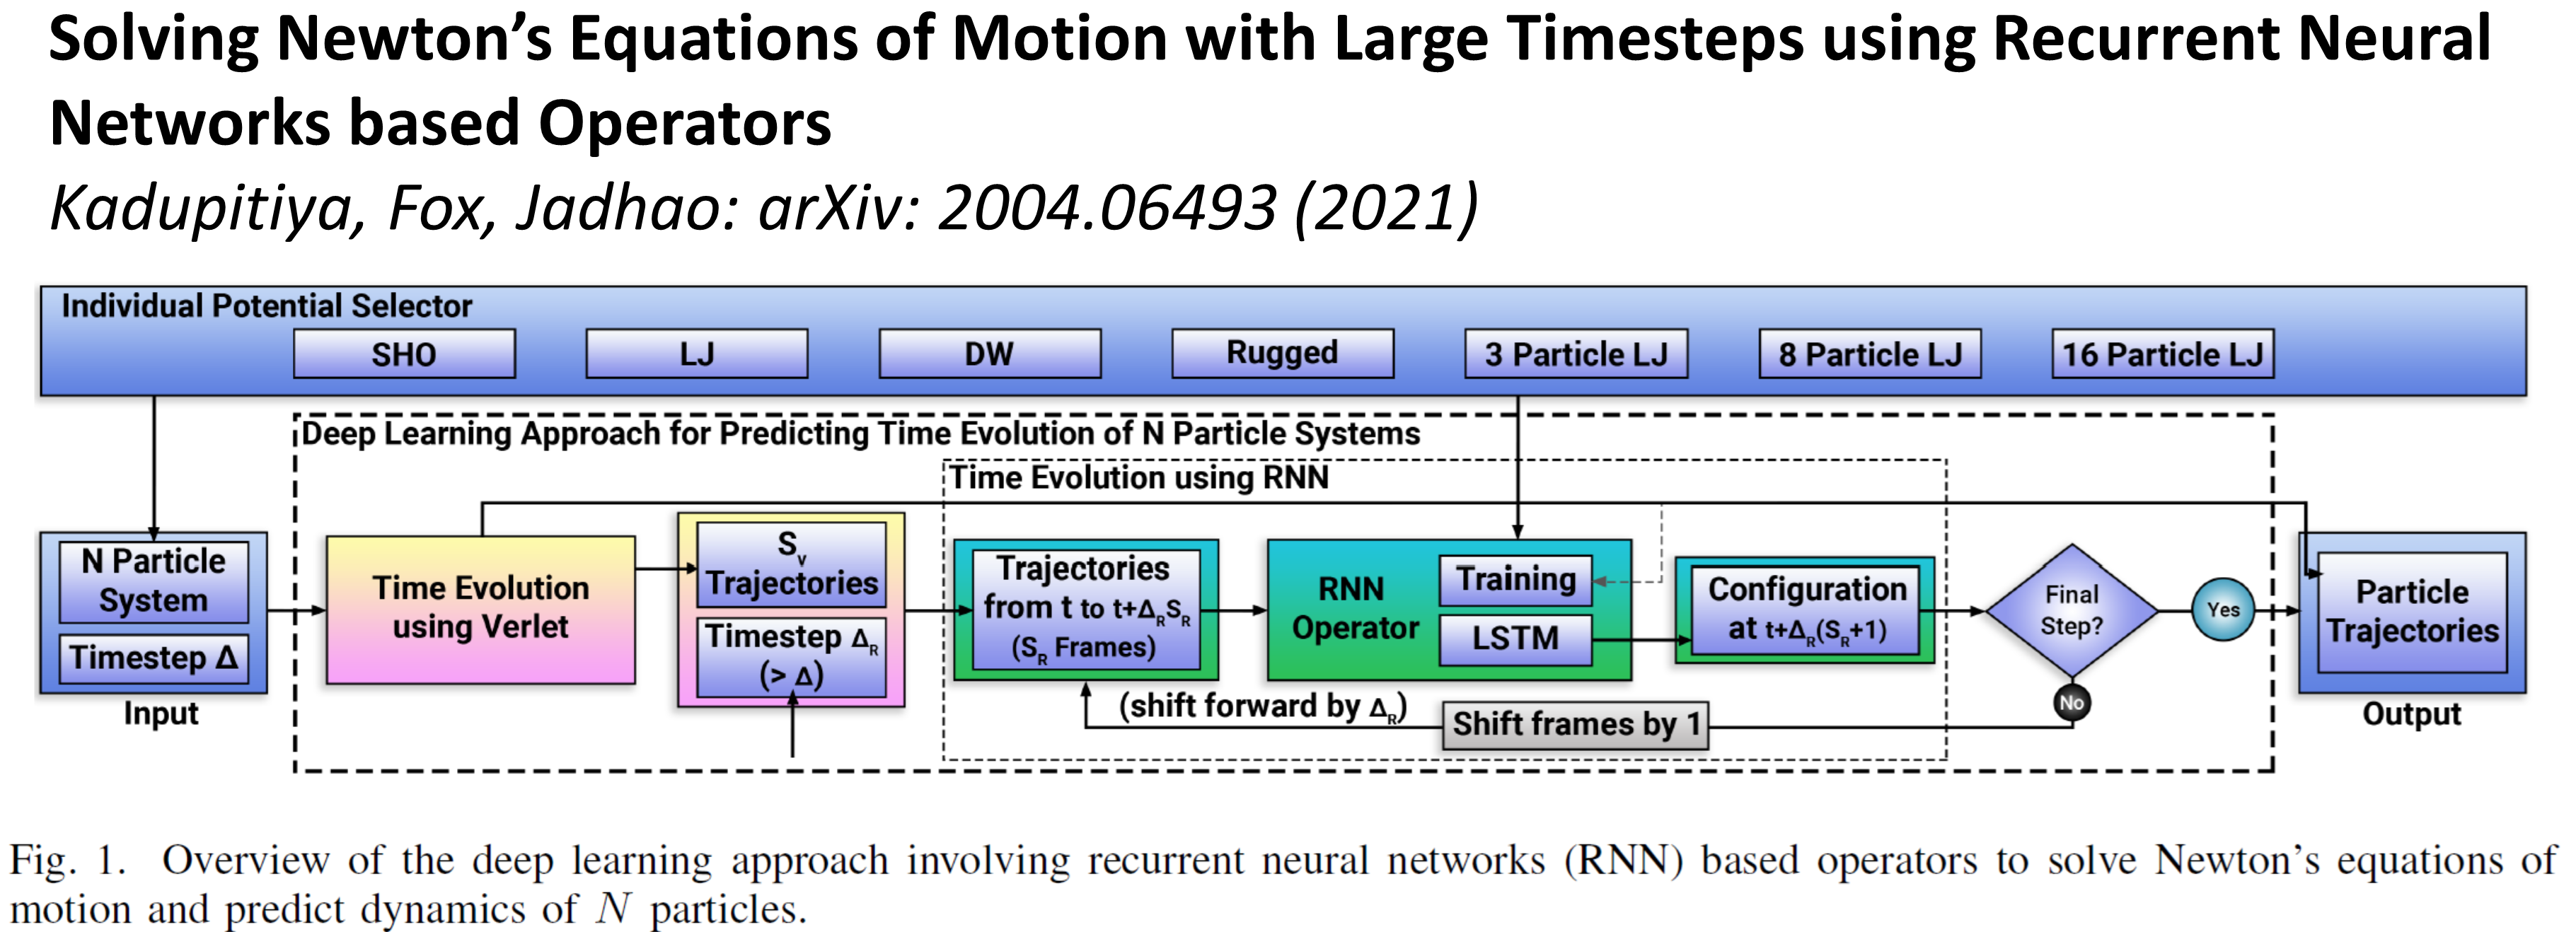 Solving Newton’s Equations of Motion with Large Timesteps using Recurrent Neural
Networks based Operators
Kadupitiya, Fox, Jadhao: arXiv: 2004.06493 (2021)
Individual Potential Selector
SHO
LJ
DW
Rugged
3 Particle LJ
8 Particle LJ
16 Particle LJ
Deep Learning Approach for Predicting Time Evolution of N Particle Systems
Time Evolution using RNN
N Particle
System
Timestep Δ
Input
Time Evolution
using Verlet
Sᵥ
Trajectories
Timestep Δ_R
(> Δ)
Trajectories
from t to t+Δ_RS_R
(S_R Frames)
RNN
Operator
Training
LSTM
Configuration
at t+Δ_R(S_R+1)
Final
Step?
Yes
No
(shift forward by Δ_R)
Shift frames by 1
Particle
Trajectories
Output
Fig. 1. Overview of the deep learning approach involving recurrent neural networks (RNN) based operators to solve Newton’s equations of
motion and predict dynamics of N particles.